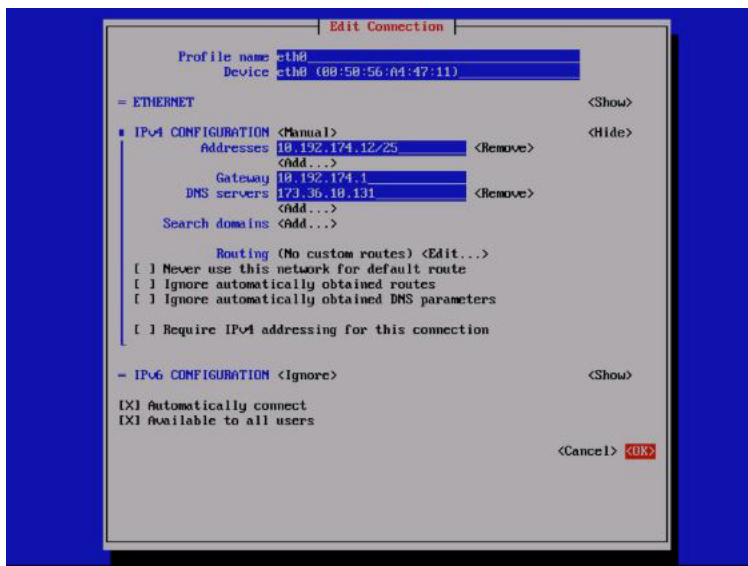 Edit Connection
Profile name eth0
Device eth0 (00:50:56:A4:47:11)
= ETHERNET <Show>
IPv4 CONFIGURATION <Manual> <Hide>
Addresses 10.192.174.12/25 <Remove>
<Add...>
Gateway 10.192.174.1
DNS servers 173.36.10.131 <Remove>
<Add...>
Search domains <Add...>
Routing (No custom routes) <Edit...>
[ ] Never use this network for default route
[ ] Ignore automatically obtained routes
[ ] Ignore automatically obtained DNS parameters
[ ] Require IPv4 addressing for this connection
= IPv6 CONFIGURATION <Ignore> <Show>
[X] Automatically connect
[X] Available to all users
<Cancel> <OK>